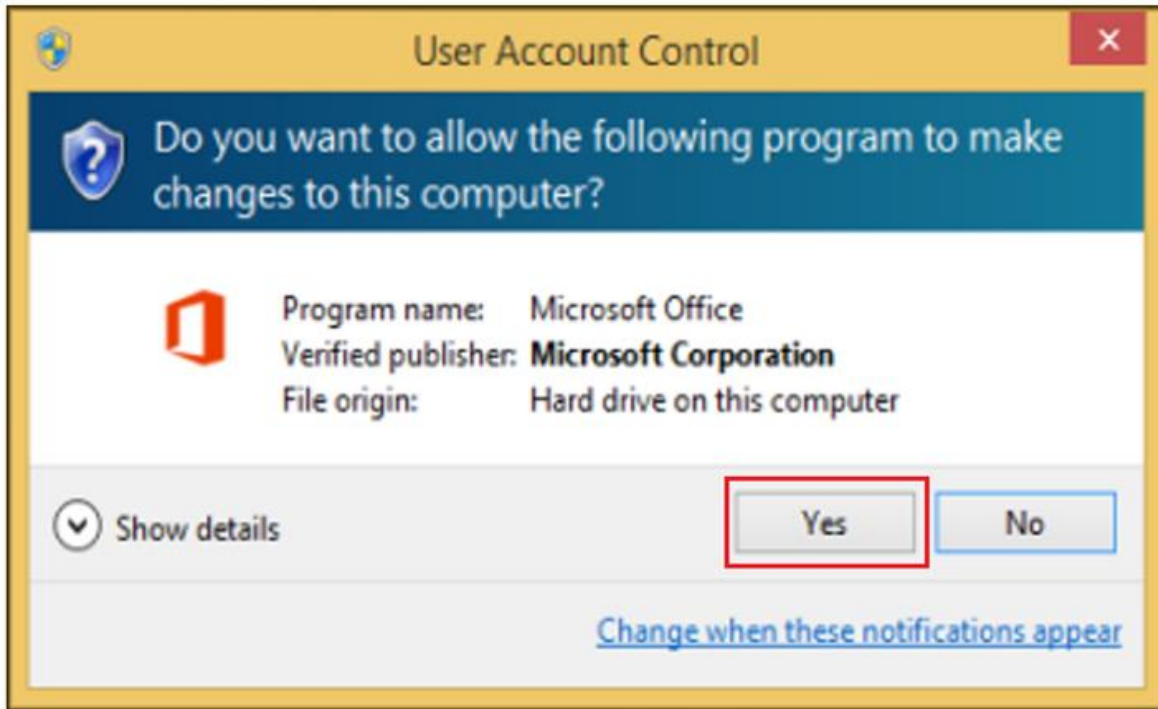 User Account Control
Do you want to allow the following program to make
changes to this computer?
Program name: Microsoft Office
Verified publisher: Microsoft Corporation
File origin: Hard drive on this computer
Show details
Yes
No
Change when these notifications appear